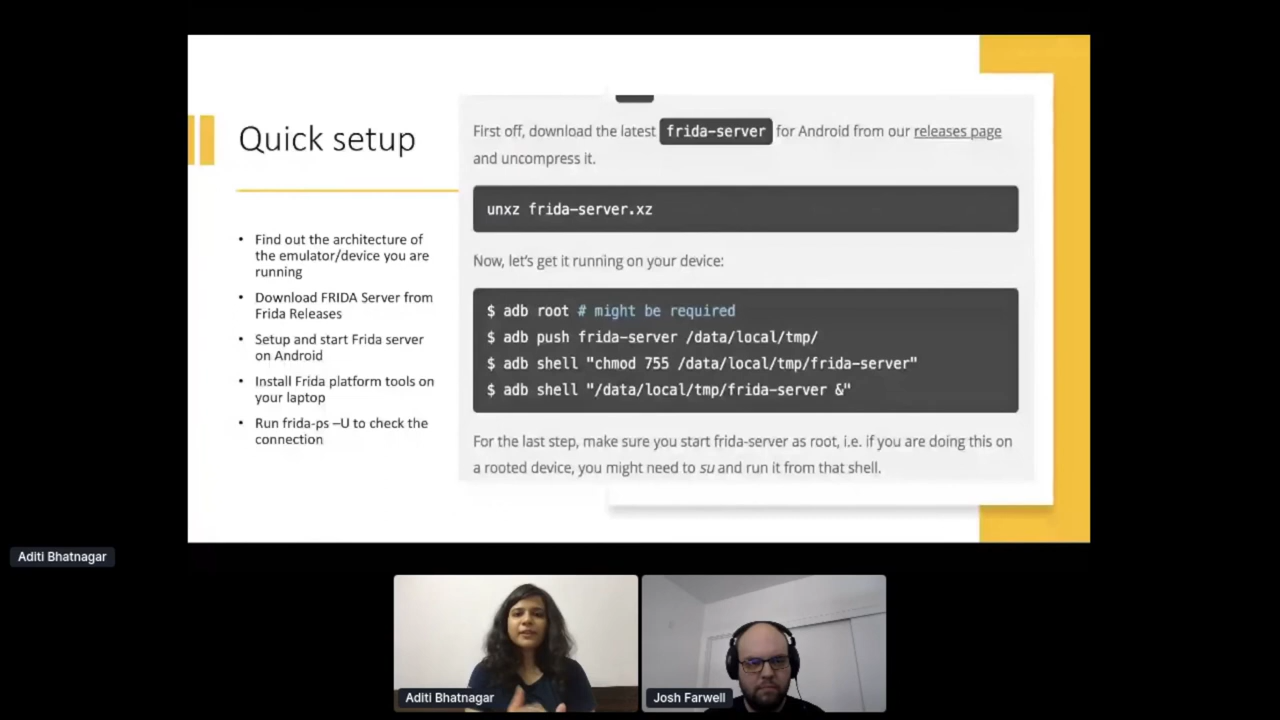 Quick setup
• Find out the architecture of
the emulator/device you are
running
• Download FRIDA Server from
Frida Releases
• Setup and start Frida server
on Android
• Install Frida platform tools on
your laptop
• Run frida-ps –U to check the
connection
First off, download the latest frida-server for Android from our releases page
and uncompress it.
unxz frida-server.xz
Now, let's get it running on your device:
$ adb root # might be required
$ adb push frida-server /data/local/tmp/
$ adb shell "chmod 755 /data/local/tmp/frida-server"
$ adb shell "/data/local/tmp/frida-server &"
For the last step, make sure you start frida-server as root, i.e. if you are doing this on
a rooted device, you might need to su and run it from that shell.
Aditi Bhatnagar
Aditi Bhatnagar
Josh Farwell